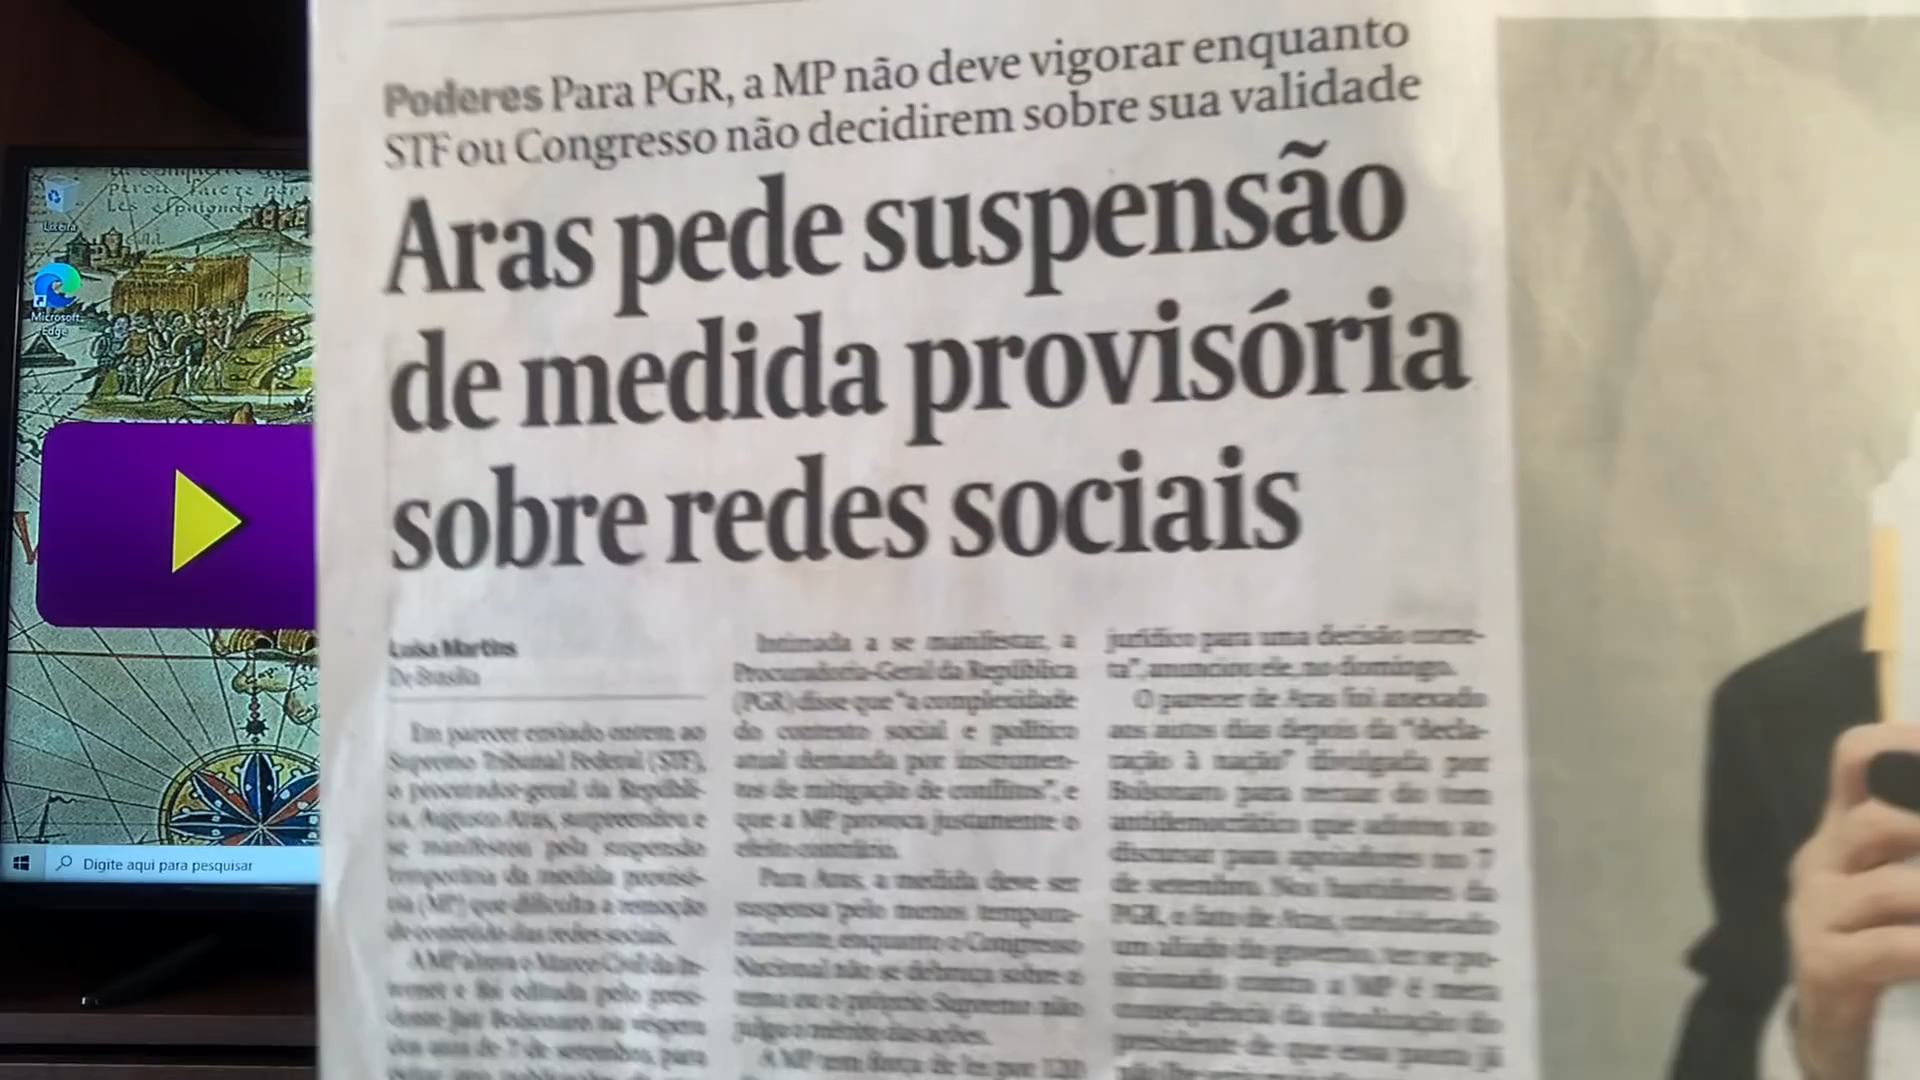 Poderes Para PGR, a MP não deve vigorar enquanto
STF ou Congresso não decidirem sobre sua validade
Aras pede suspensão
de medida provisória
sobre redes sociais
Luísa Martins
De Brasília
Em parecer enviado ontem ao
Supremo Tribunal Federal (STF),
o procurador-geral da Repúbli-
ca, Augusto Aras, surpreendeu e
se manifestou pela suspensão
temporária da medida provisó-
ria (MP) que dificulta a remoção
de conteúdo das redes sociais.
A MP altera o Marco Civil da In-
ternet e foi editada pelo presi-
dente Jair Bolsonaro na véspera
dos atos de 7 de setembro, para
Intimada a se manifestar, a
Procuradoria-Geral da República
(PGR) disse que "a complexidade
do contexto social e político
atual demanda por instrumen-
tos de mitigação de conflitos", e
que a MP provoca justamente o
efeito contrário.
Para Aras, a medida deve ser
suspensa pelo menos tempora-
riamente, enquanto o Congresso
Nacional não se debruça sobre o
tema ou o próprio Supremo não
julga o mérito das ações.
A MP tem força de lei por 120
jurídico para uma decisão corre-
ta", anunciou ele, no domingo.
O parecer de Aras foi anexado
aos autos dias depois da "decla-
ração à nação" divulgada por
Bolsonaro para recuar do tom
antidemocrático que adotou ao
discursar para apoiadores no 7
de setembro. Nos bastidores da
PGR, o fato de Aras, considerado
um aliado do governo, ter se po-
sicionado contra a MP é mera
consequência da sinalização do
presidente de que essa pauta já
Lixeira
Microsoft
Edge
Digite aqui para pesquisar